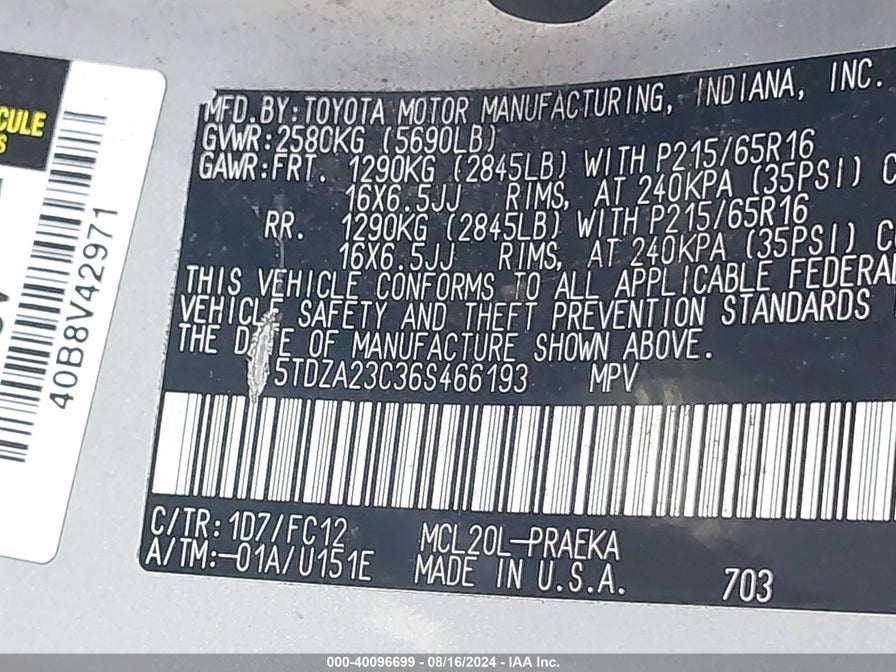 CULE
S
40B8V42971
MFD. BY: TOYOTA MOTOR MANUFACTURING, INDIANA, INC.
GVWR: 2580KG (5690LB)
GAWR: FRT. 1290KG (2845LB) WITH P215/65R16
16X6.5JJ RIMS, AT 240KPA (35PSI) C
RR. 1290KG (2845LB) WITH P215/65R16
16X6.5JJ RIMS, AT 240KPA (35PSI) C
THIS VEHICLE CONFORMS TO ALL APPLICABLE FEDERA
VEHICLE SAFETY AND THEFT PREVENTION STANDARDS
THE D E OF MANUFACTURE SHOWN ABOVE.
5TDZA23C36S466193 MPV
C/TR: 1D7/FC12 MCL20L-PRAEKA
A/TM: -01A/U151E MADE IN U.S.A. 703
000-40096699 - 08/16/2024 - IAA Inc.